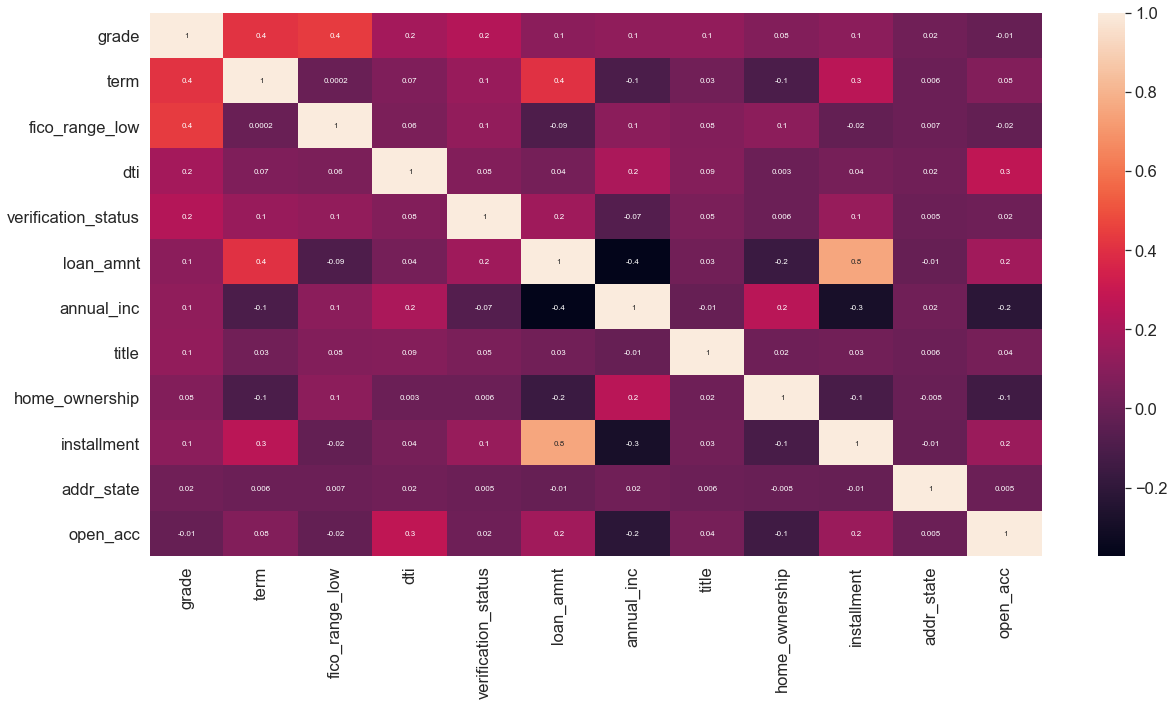 grade 1 0.4 0.4 0.2 0.2 0.1 0.1 0.1 0.08 0.1 0.02 -0.01
term 0.4 1 0.0002 0.07 0.1 0.4 -0.1 0.03 -0.1 0.3 0.006 0.08
fico_range_low 0.4 0.0002 1 0.06 0.1 -0.09 0.1 0.08 0.1 -0.02 0.007 -0.02
dti 0.2 0.07 0.06 1 0.08 0.04 0.2 0.09 0.003 0.04 0.02 0.3
verification_status 0.2 0.1 0.1 0.08 1 0.2 -0.07 0.05 0.006 0.1 0.005 0.02
loan_amnt 0.1 0.4 -0.09 0.04 0.2 1 -0.4 0.03 -0.2 0.8 -0.01 0.2
annual_inc 0.1 -0.1 0.1 0.2 -0.07 -0.4 1 -0.01 0.2 -0.3 0.02 -0.2
title 0.1 0.03 0.08 0.09 0.05 0.03 -0.01 1 0.02 0.03 0.006 0.04
home_ownership 0.08 -0.1 0.1 0.003 0.006 -0.2 0.2 0.02 1 -0.1 -0.008 -0.1
installment 0.1 0.3 -0.02 0.04 0.1 0.8 -0.3 0.03 -0.1 1 -0.01 0.2
addr_state 0.02 0.006 0.007 0.02 0.005 -0.01 0.02 0.006 -0.008 -0.01 1 0.005
open_acc -0.01 0.08 -0.02 0.3 0.02 0.2 -0.2 0.04 -0.1 0.2 0.005 1
grade
term
fico_range_low
dti
verification_status
loan_amnt
annual_inc
title
home_ownership
installment
addr_state
open_acc
1.0
0.8
0.6
0.4
0.2
0.0
−0.2